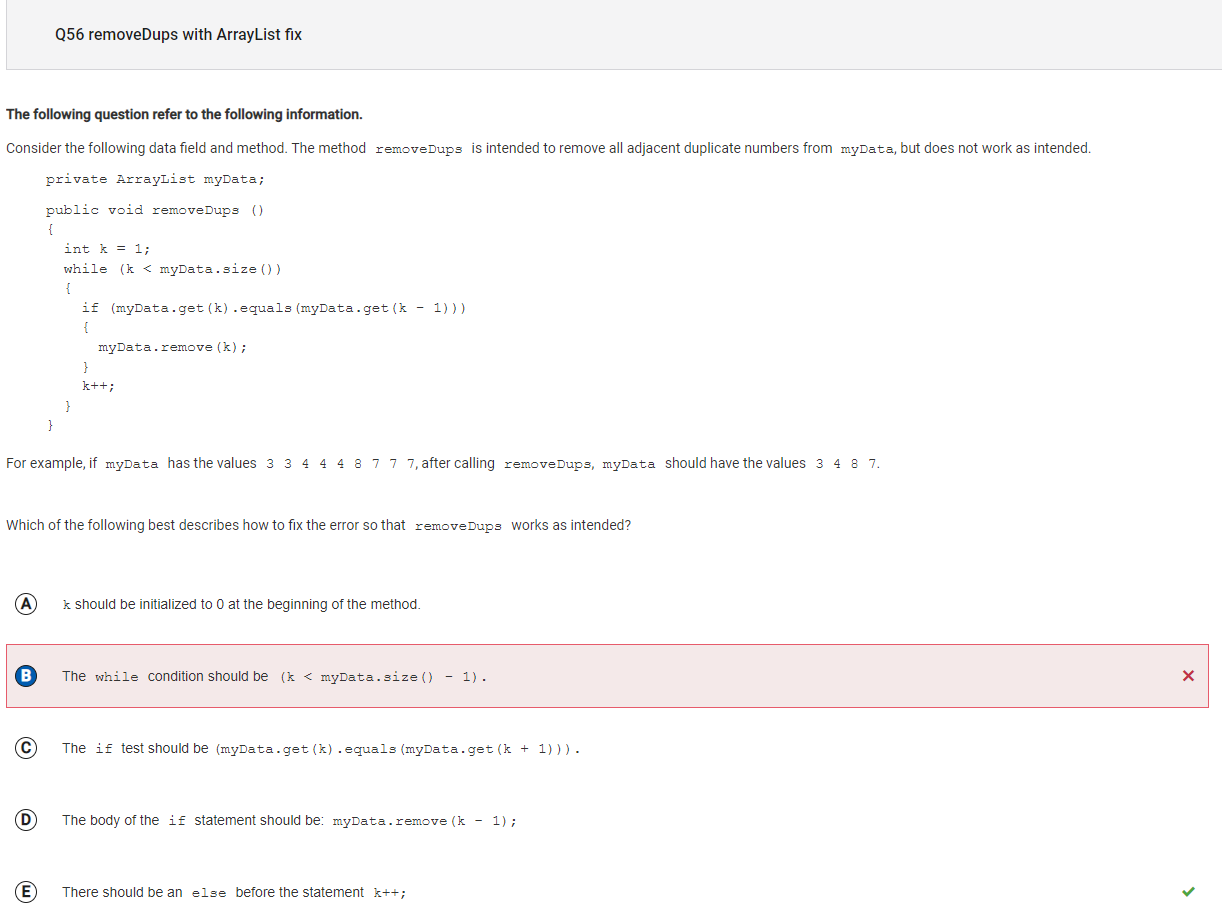 Q56 removeDups with ArrayList fix
The following question refer to the following information.
Consider the following data field and method. The method removeDups is intended to remove all adjacent duplicate numbers from myData, but does not work as intended.
private ArrayList myData;
public void removeDups ()
{
int k = 1;
while (k < myData.size())
{
if (myData.get(k).equals(myData.get(k - 1)))
{
myData.remove(k);
}
k++;
}
}
For example, if myData has the values 3 3 4 4 4 8 7 7 7, after calling removeDups, myData should have the values 3 4 8 7.
Which of the following best describes how to fix the error so that removeDups works as intended?
A k should be initialized to 0 at the beginning of the method.
B The while condition should be (k < myData.size() - 1).
C The if test should be (myData.get(k).equals(myData.get(k + 1))).
D The body of the if statement should be: myData.remove(k - 1);
E There should be an else before the statement k++;